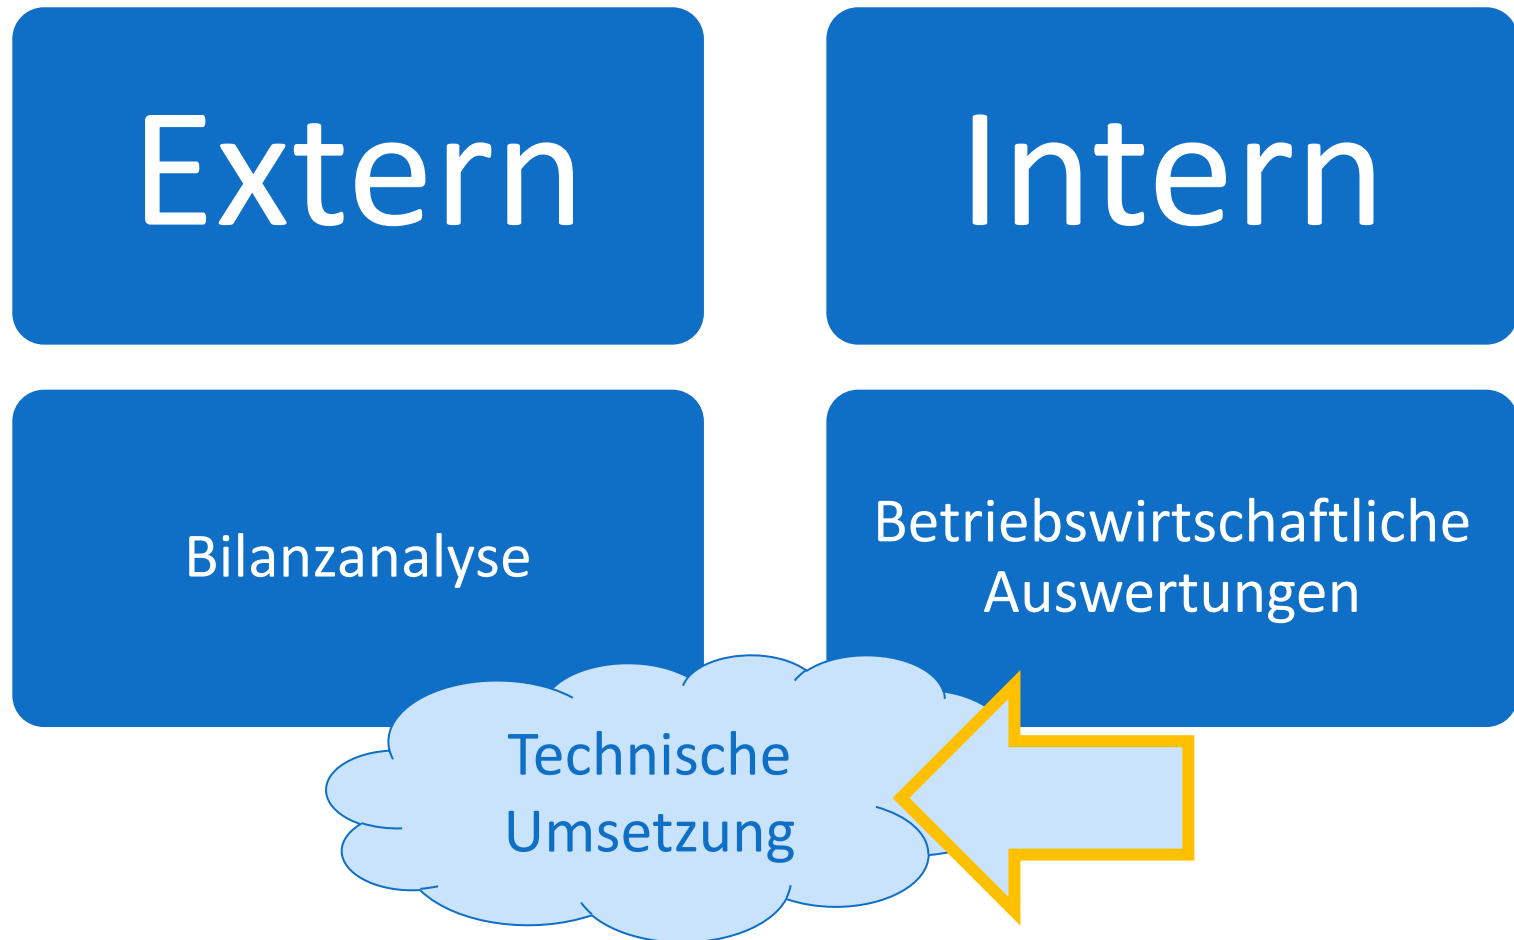 Extern
Intern
Bilanzanalyse
Betriebswirtschaftliche
Auswertungen
Technische
Umsetzung